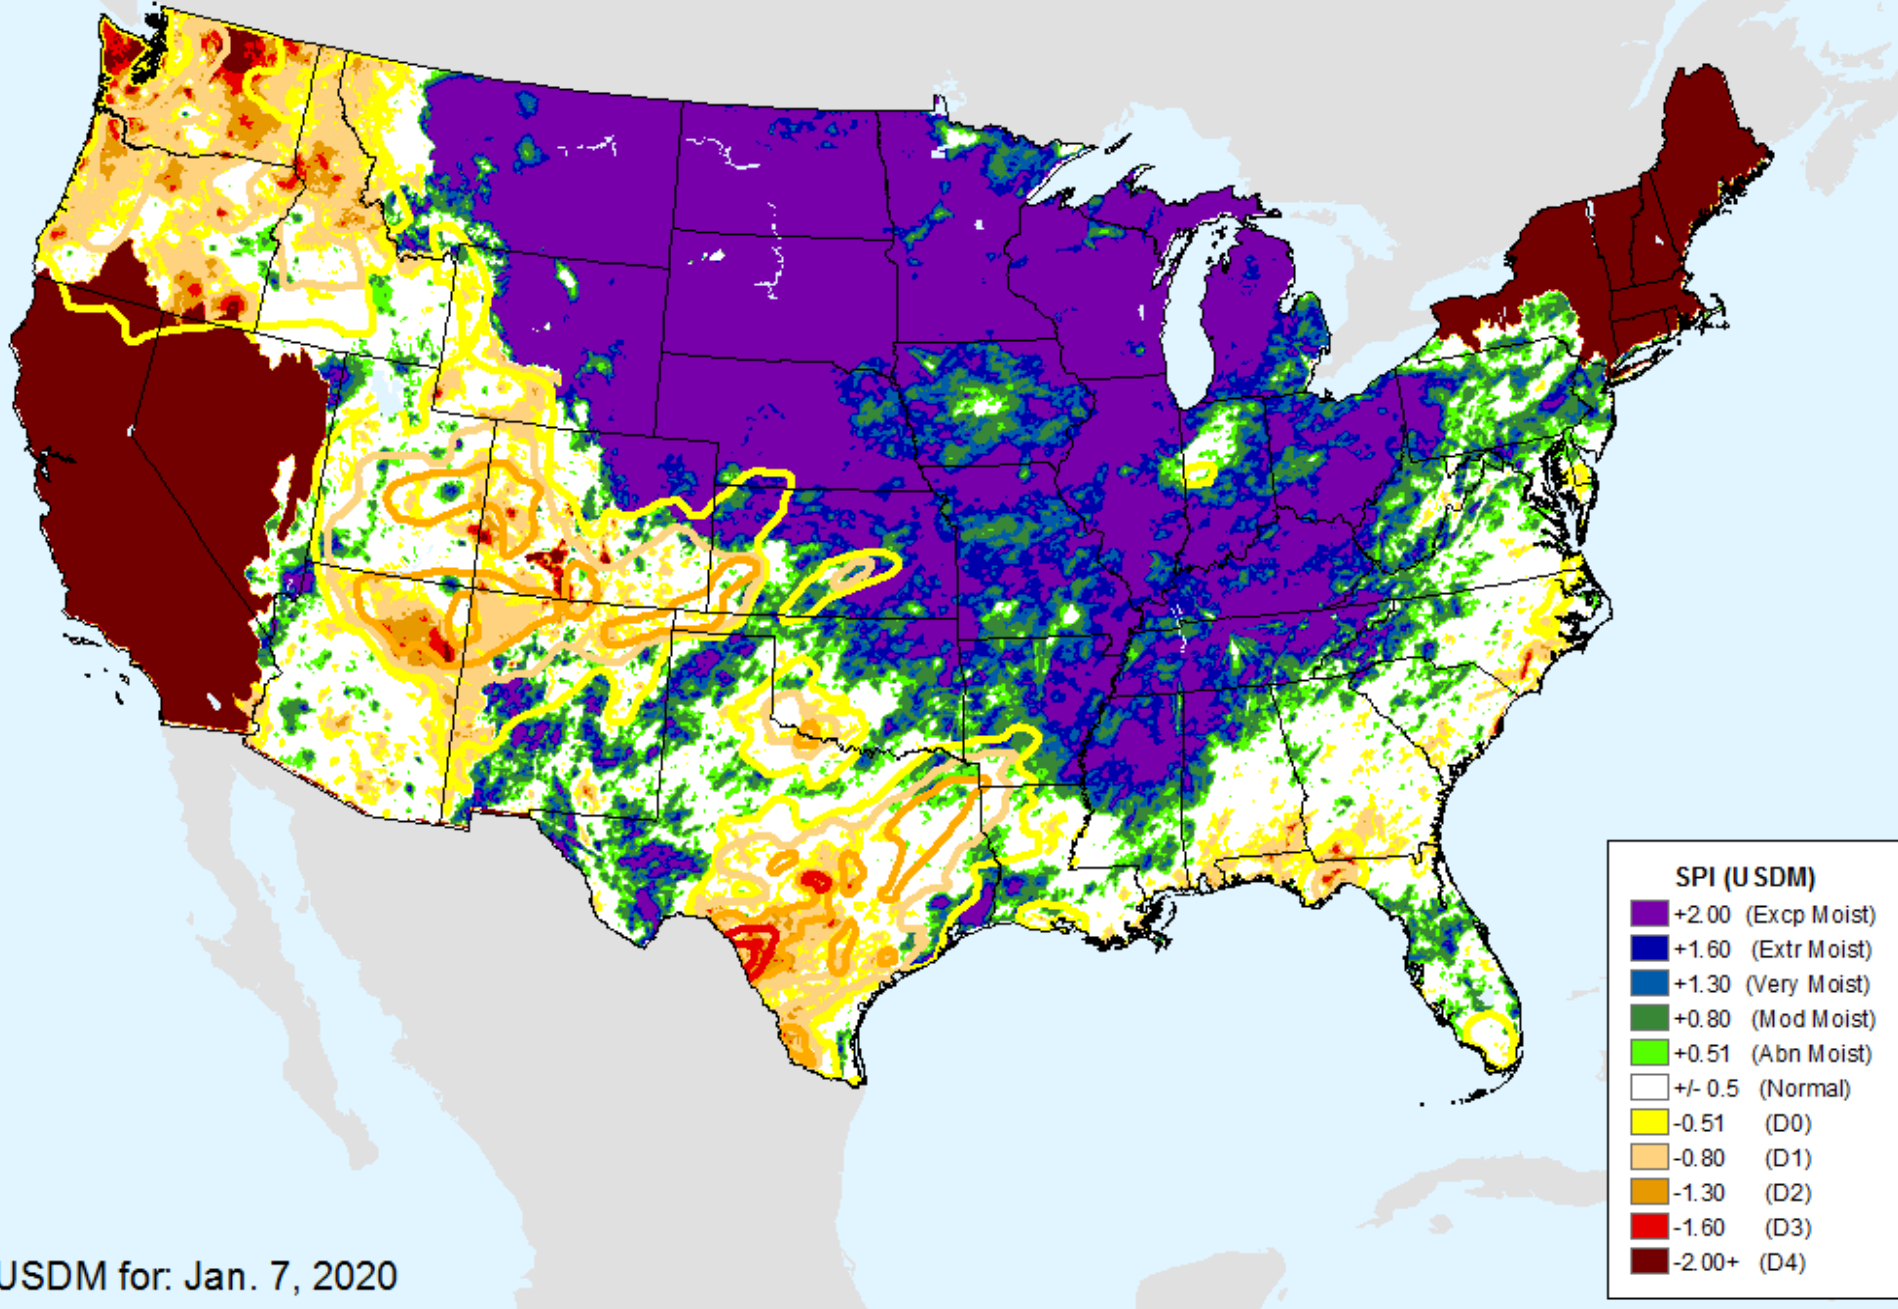 SPI (USDM)
+2.00 (Excp Moist)
+1.60 (Extr Moist)
+1.30 (Very Moist)
+0.80 (Mod Moist)
+0.51 (Abn Moist)
+/- 0.5 (Normal)
-0.51 (D0)
-0.80 (D1)
-1.30 (D2)
-1.60 (D3)
-2.00+ (D4)
USDM for: Jan. 7, 2020